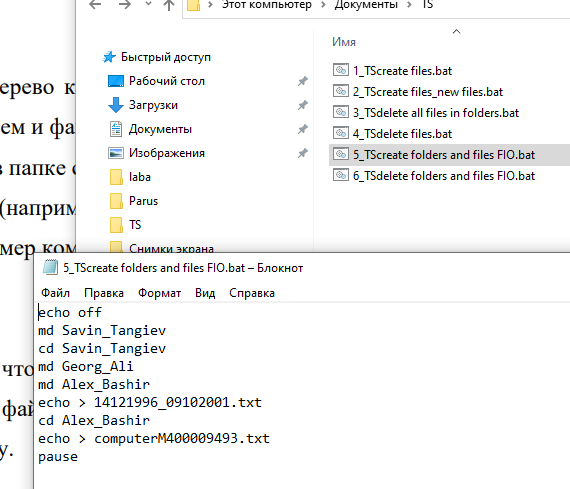 Этот компьютер > Документы > TS
Имя
Быстрый доступ
Рабочий стол
Загрузки
Документы
Изображения
laba
Parus
TS
Снимки экрана
1_TScreate files.bat
2_TScreate files_new files.bat
3_TSdelete all files in folders.bat
4_TSdelete files.bat
5_TScreate folders and files FIO.bat
6_TSdelete folders and files FIO.bat
ерево к
ем и фа
в папке с
(наприм
мер ком
что
фай
у.
5_TScreate folders and files FIO.bat – Блокнот
Файл Правка Формат Вид Справка
echo off
md Savin_Tangiev
cd Savin_Tangiev
md Georg_Ali
md Alex_Bashir
echo > 14121996_09102001.txt
cd Alex_Bashir
echo > computerM400009493.txt
pause